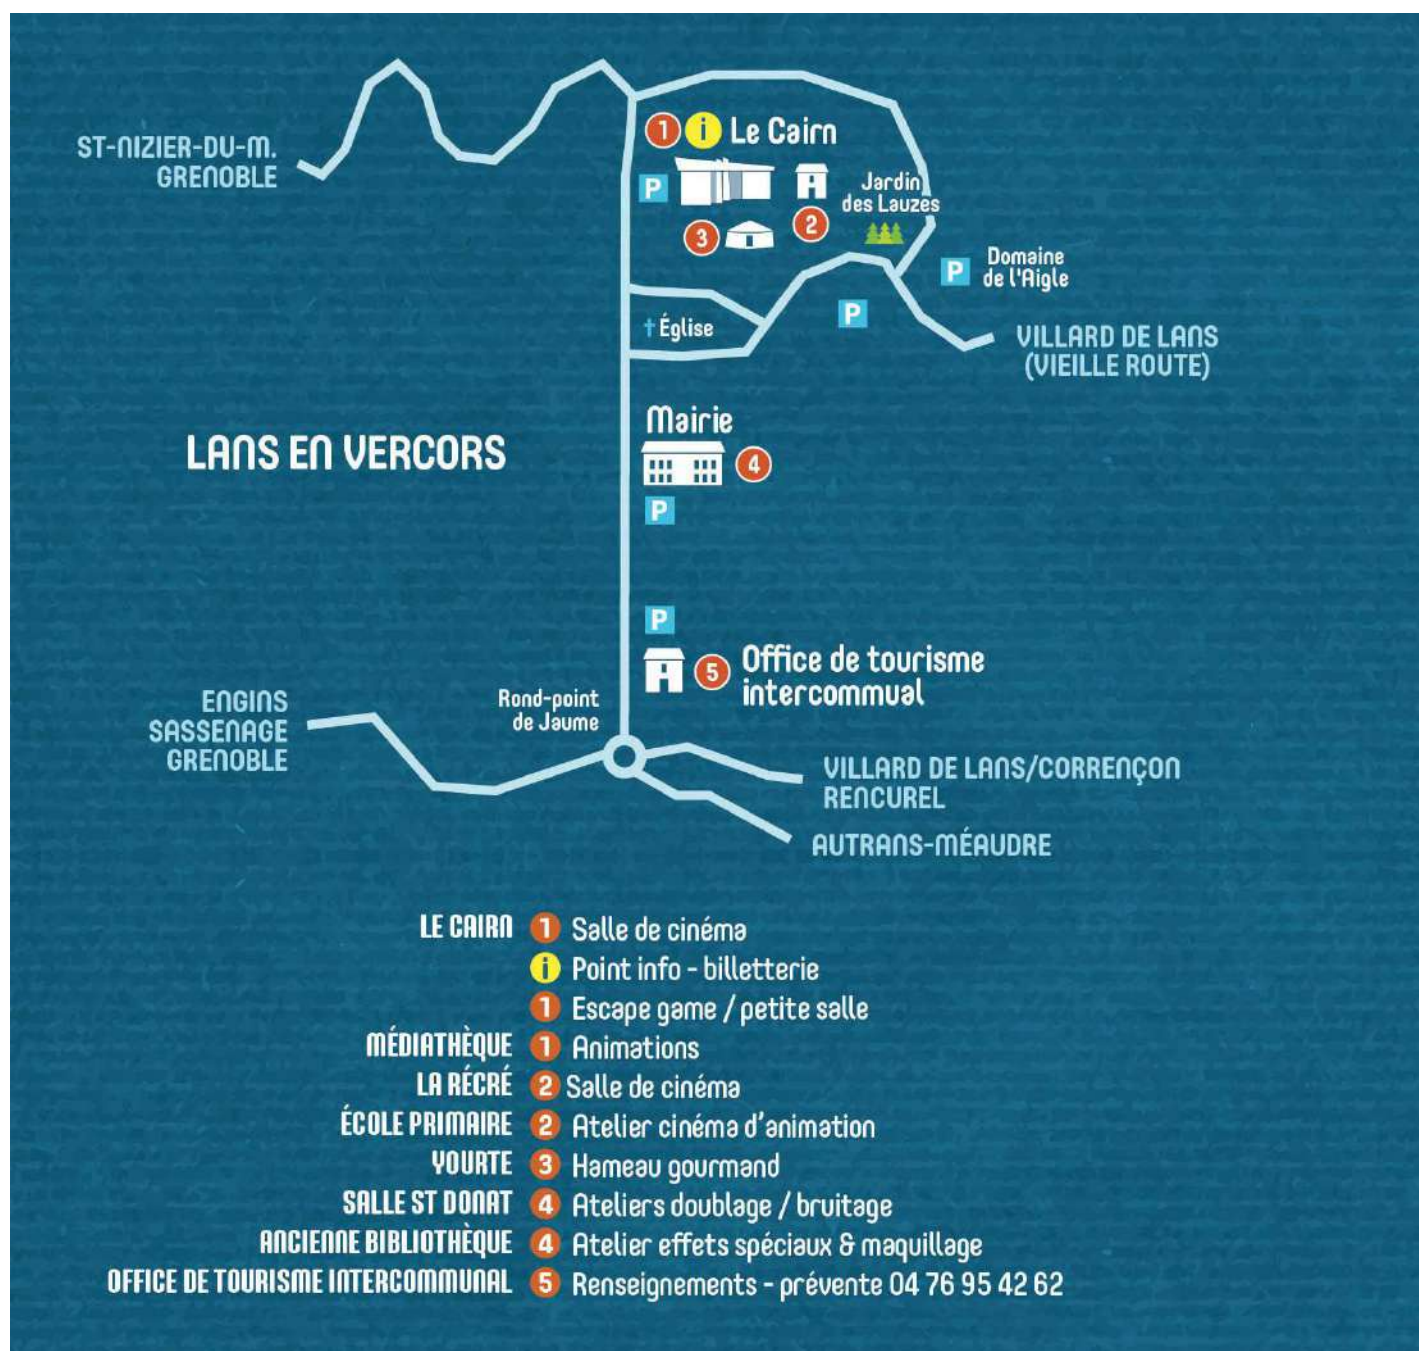 ST-NIZIER-DU-M.
GRENOBLE
1 i Le Cairn
P
Jardin
des Lauzes
3
2
P Domaine
de l'Aigle
P
Église
VILLARD DE LANS
(VIEILLE ROUTE)
LANS EN VERCORS
Mairie
4
P
P
5 Office de tourisme
intercommual
Rond-point
de Jaume
ENGINS
SASSENAGE
GRENOBLE
VILLARD DE LANS/CORRENÇON
RENCUREL
AUTRANS-MÉAUDRE
LE CAIRN 1 Salle de cinéma
i Point info - billetterie
1 Escape game / petite salle
MÉDIATHÈQUE 1 Animations
LA RÉCRÉ 2 Salle de cinéma
ÉCOLE PRIMAIRE 2 Atelier cinéma d'animation
YOURTE 3 Hameau gourmand
SALLE ST DONAT 4 Ateliers doublage / bruitage
ANCIENNE BIBLIOTHÈQUE 4 Atelier effets spéciaux & maquillage
OFFICE DE TOURISME INTERCOMMUNAL 5 Renseignements - prévente 04 76 95 42 62